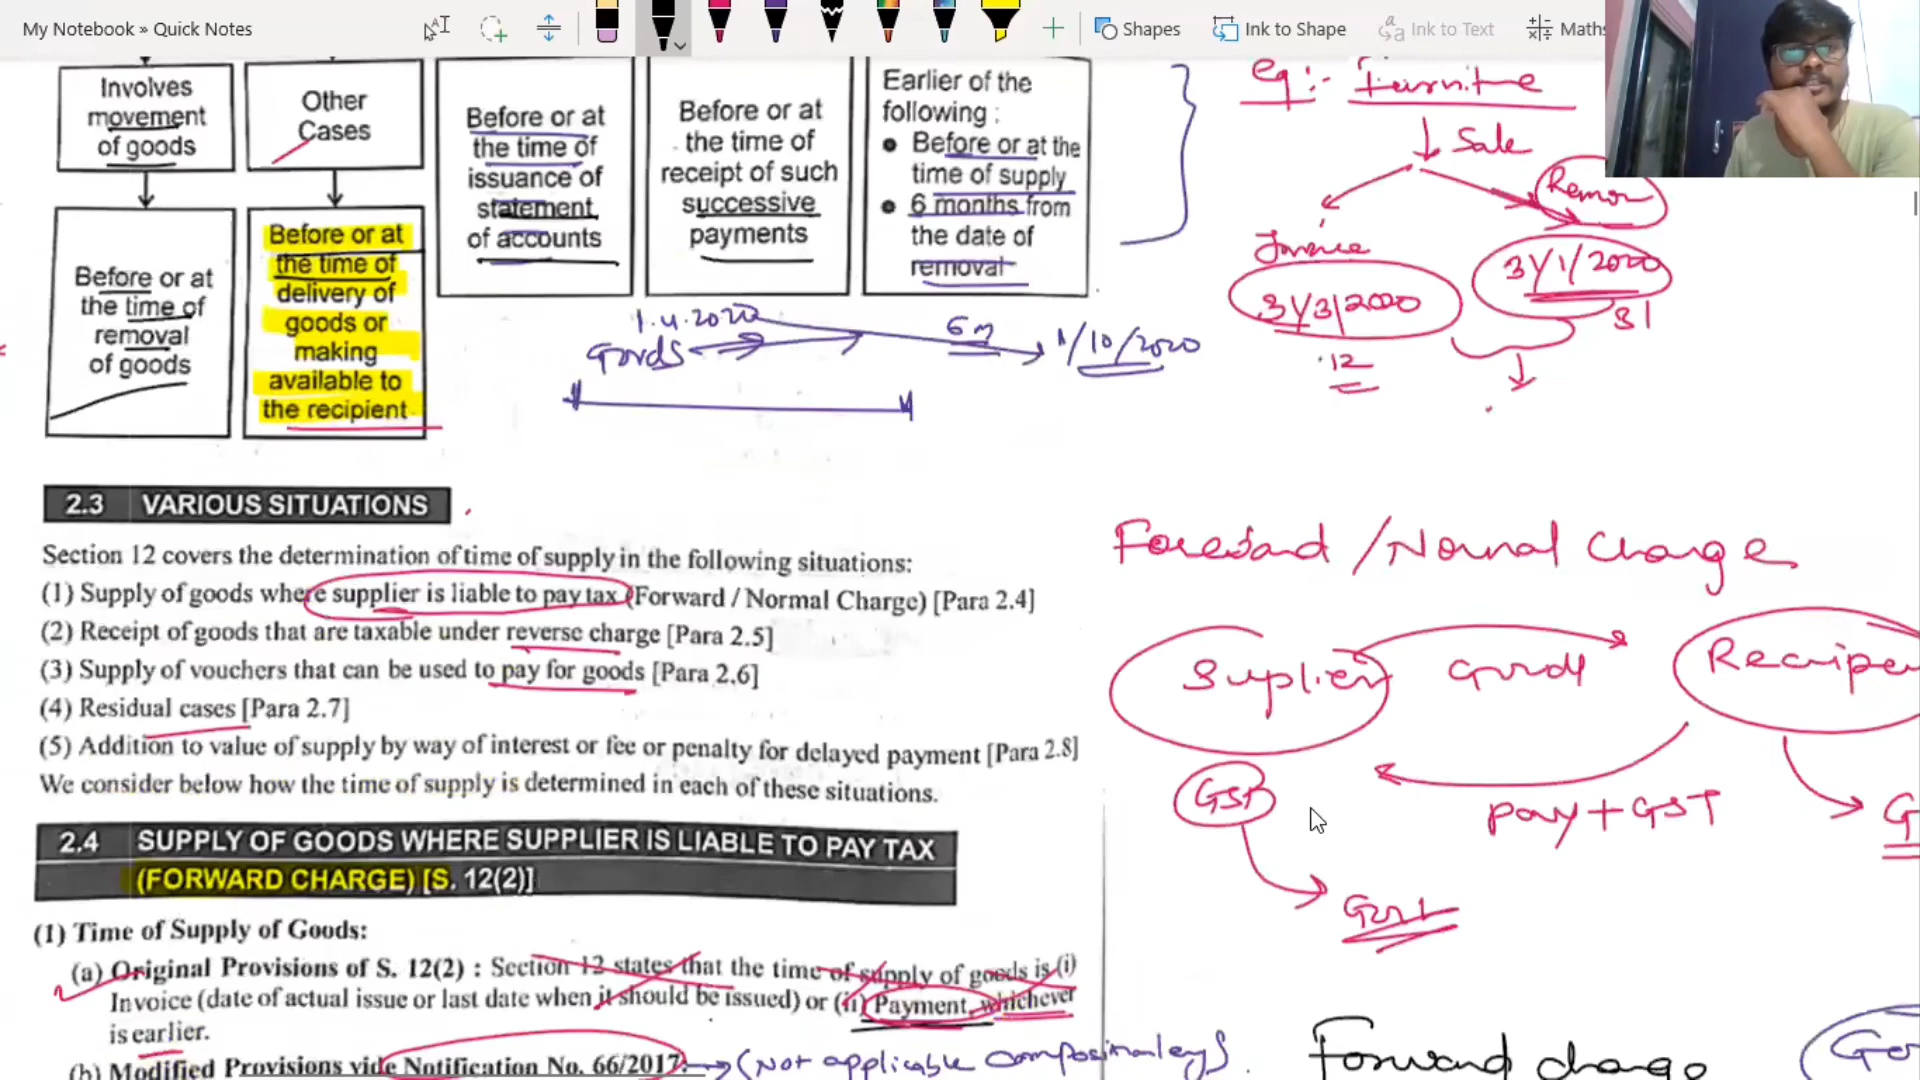 My Notebook » Quick Notes
Shapes
Ink to Shape
Ink to Text
Maths
Involves
movement
of goods
Other
Cases
Before or at
the time of
issuance of
statement
of accounts
Before or at
the time of
receipt of such
successive
payments
Earlier of the
following :
● Before or at the
time of supply
● 6 months from
the date of
removal
Before or at
the time of
removal
of goods
Before or at
the time of
delivery of
goods or
making
available to
the recipient
eg:- Furnitre
Sale
Remov
Invoice
31/3/2020
31/1/2020
31
12
1.4.2020
Goods
6m
1/10/2020
2.3 VARIOUS SITUATIONS
Section 12 covers the determination of time of supply in the following situations:
(1) Supply of goods where supplier is liable to pay tax (Forward / Normal Charge) [Para 2.4]
(2) Receipt of goods that are taxable under reverse charge [Para 2.5]
(3) Supply of vouchers that can be used to pay for goods [Para 2.6]
(4) Residual cases [Para 2.7]
(5) Addition to value of supply by way of interest or fee or penalty for delayed payment [Para 2.8]
We consider below how the time of supply is determined in each of these situations.
Forward /Normal Charge
Suplier
Goods
Recipen
GST
pay+GST
G
Govt
2.4 SUPPLY OF GOODS WHERE SUPPLIER IS LIABLE TO PAY TAX
(FORWARD CHARGE) [S. 12(2)]
(1) Time of Supply of Goods:
(a) Original Provisions of S. 12(2) : Section 12 states that the time of supply of goods is (i)
Invoice (date of actual issue or last date when it should be issued) or (ii) Payment, whichever
is earlier.
(b) Modified Provisions vide Notification No. 66/2017:
(Not applicable
Forward charge
Go